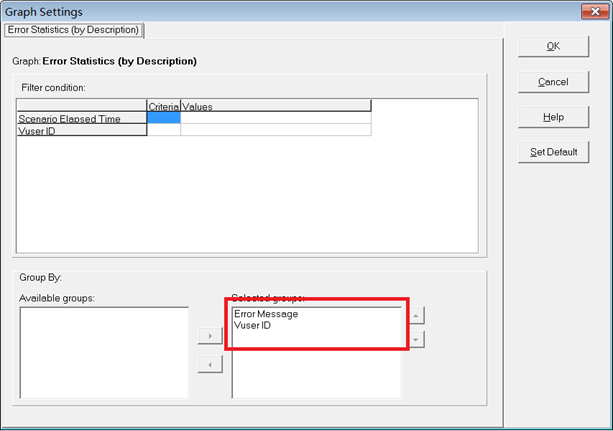 Graph Settings
Error Statistics (by Description)
Graph: Error Statistics (by Description)
Filter condition:
Criteria Values
Scenario Elapsed Time
Vuser ID
Group By:
Available groups:
Selected groups:
Error Message
Vuser ID
OK
Cancel
Help
Set Default